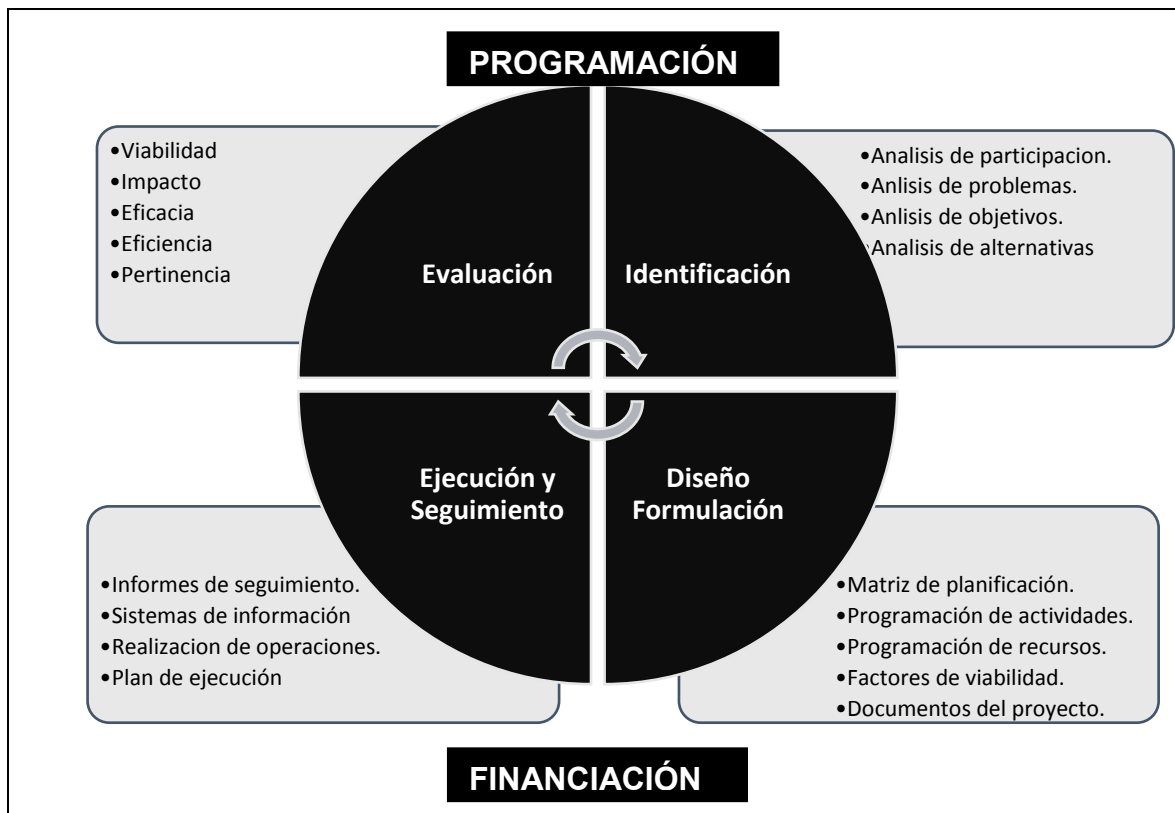 PROGRAMACIÓN
•Viabilidad
•Impacto
•Eficacia
•Eficiencia
•Pertinencia
•Analisis de participacion.
•Anlisis de problemas.
•Anlisis de objetivos.
•Analisis de alternativas
Evaluación
Identificación
Ejecución y
Seguimiento
Diseño
Formulación
•Informes de seguimiento.
•Sistemas de información
•Realizacion de operaciones.
•Plan de ejecución
•Matriz de planificación.
•Programación de actividades.
•Programación de recursos.
•Factores de viabilidad.
•Documentos del proyecto.
FINANCIACIÓN